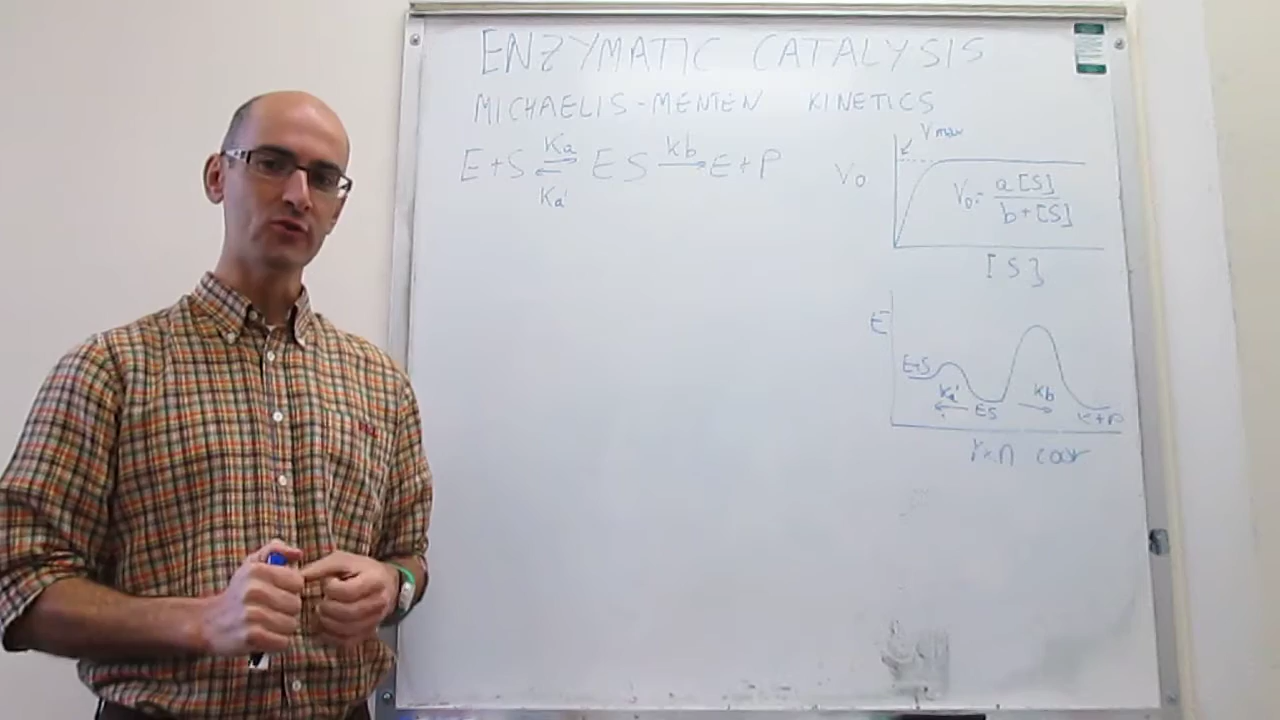 ENZYMATIC CATALYSIS
MICHAELIS-MENTEN KINETICS
E+S Ka ES kb E+P
Ka'
Vmax
V0
V0= a[S]
b+[S]
[S]
E
E+S
Ka' kb
ES E+P
rxn coor